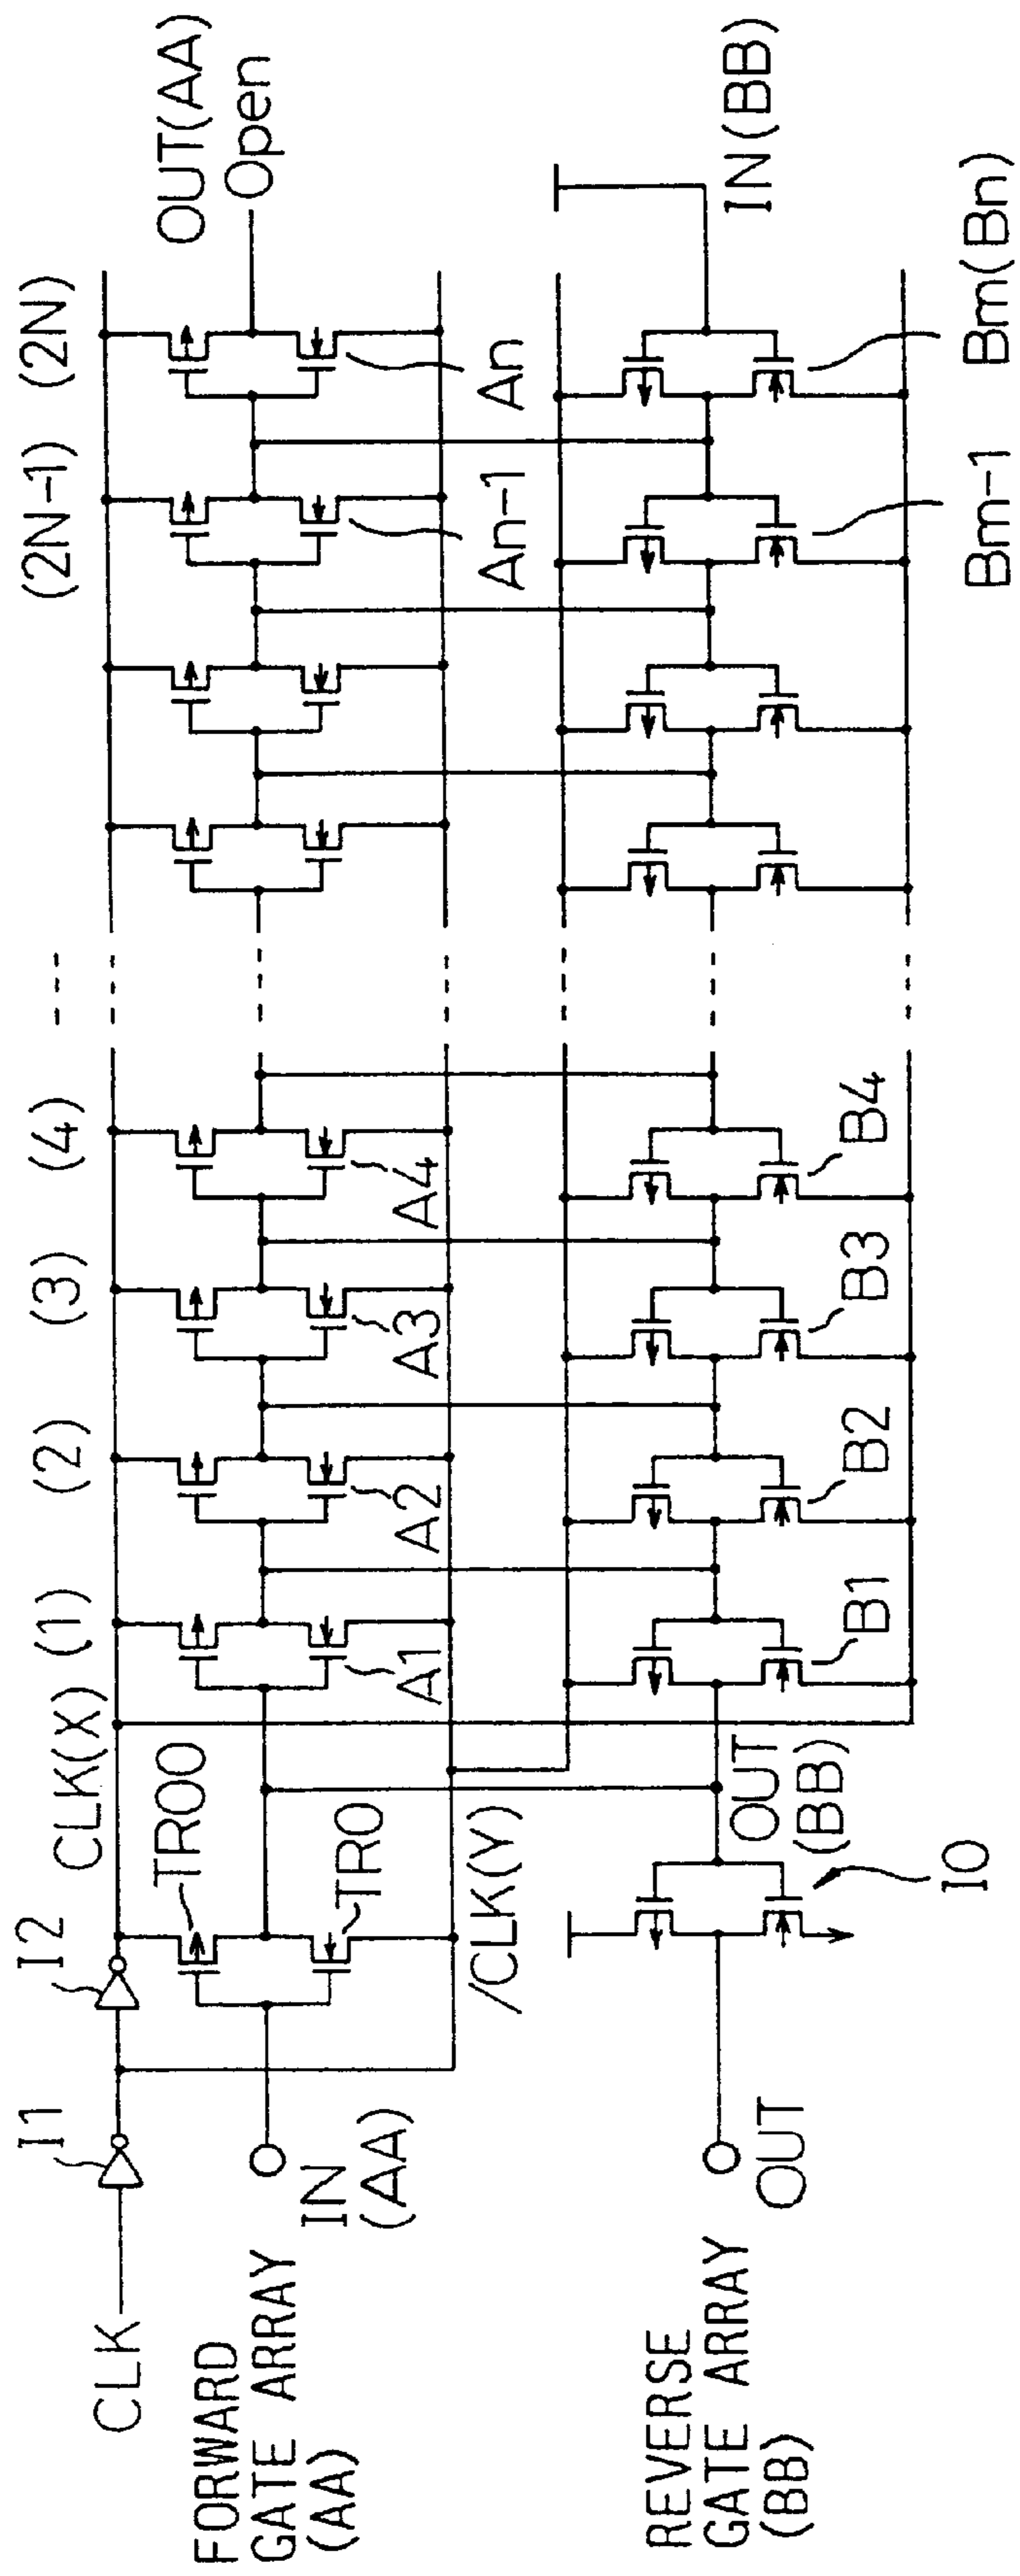 CLK
I1
I2
CLK(X)
(1)
(2)
(3)
(4)
---
(2N-1)
(2N)
FORWARD
GATE ARRAY
(AA)
IN
(AA)
TR00
TR0
/CLK(Y)
A1
A2
A3
A4
An-1
An
OUT(AA)
Open
REVERSE
GATE ARRAY
(BB)
OUT
I0
OUT
(BB)
B1
B2
B3
B4
Bm-1
Bm(Bn)
IN(BB)